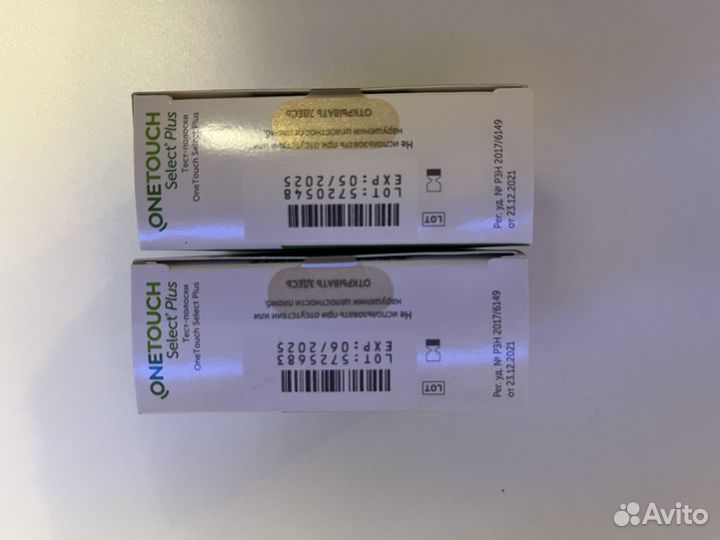 ONETOUCH
Select® Plus
Тест-полоски
OneTouch Select Plus
ОТКРЫВАТЬ ЗДЕСЬ
Не использовать при отсутствии или
нарушении целостности пломб.
LOT:5720548
EXP:05/2025
LOT
Рег. уд. № РЗН 2017/6149
от 23.12.2021
ONETOUCH
Select® Plus
Тест-полоски
OneTouch Select Plus
ОТКРЫВАТЬ ЗДЕСЬ
Не использовать при отсутствии или
нарушении целостности пломб.
LOT:5725683
EXP:06/2025
LOT
Рег. уд. № РЗН 2017/6149
от 23.12.2021
Avito